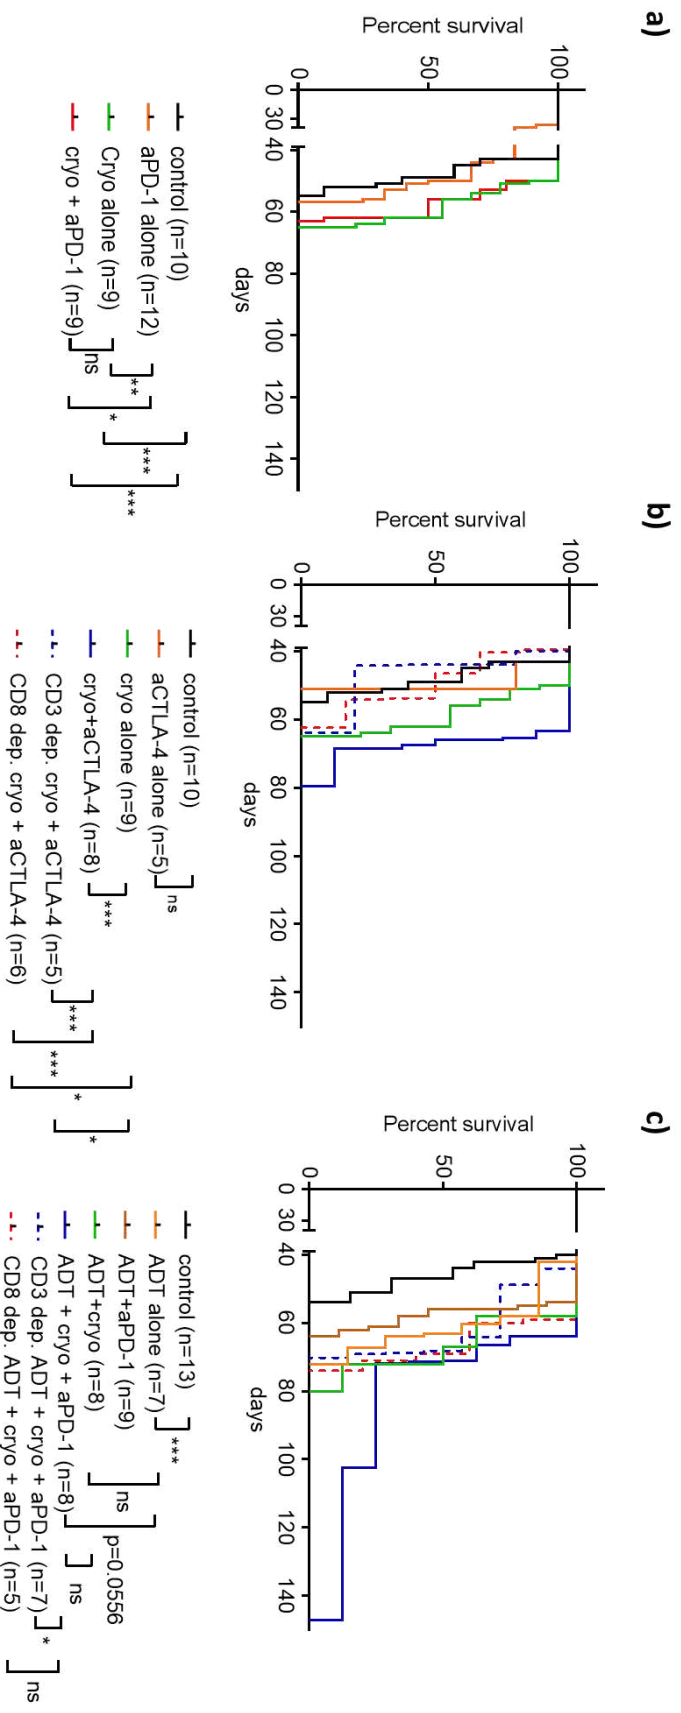 a)
Percent survival
100
50
0
0 30 40 60 80 100 120 140
days
control (n=10)
aPD-1 alone (n=12)
Cryo alone (n=9)
cryo + aPD-1 (n=9)
ns
**
*
***
***
b)
Percent survival
100
50
0
0 30 40 60 80 100 120 140
days
control (n=10)
aCTLA-4 alone (n=5)
cryo alone (n=9)
cryo+aCTLA-4 (n=8)
CD3 dep. cryo + aCTLA-4 (n=5)
CD8 dep. cryo + aCTLA-4 (n=6)
ns
***
***
***
*
*
c)
Percent survival
100
50
0
0 30 40 60 80 100 120 140
days
control (n=13)
ADT alone (n=7)
ADT+aPD-1 (n=9)
ADT+cryo (n=8)
ADT + cryo + aPD-1 (n=8)
CD3 dep. ADT + cryo + aPD-1 (n=7)
CD8 dep. ADT + cryo + aPD-1 (n=5)
***
ns
p=0.0556
ns
*
ns